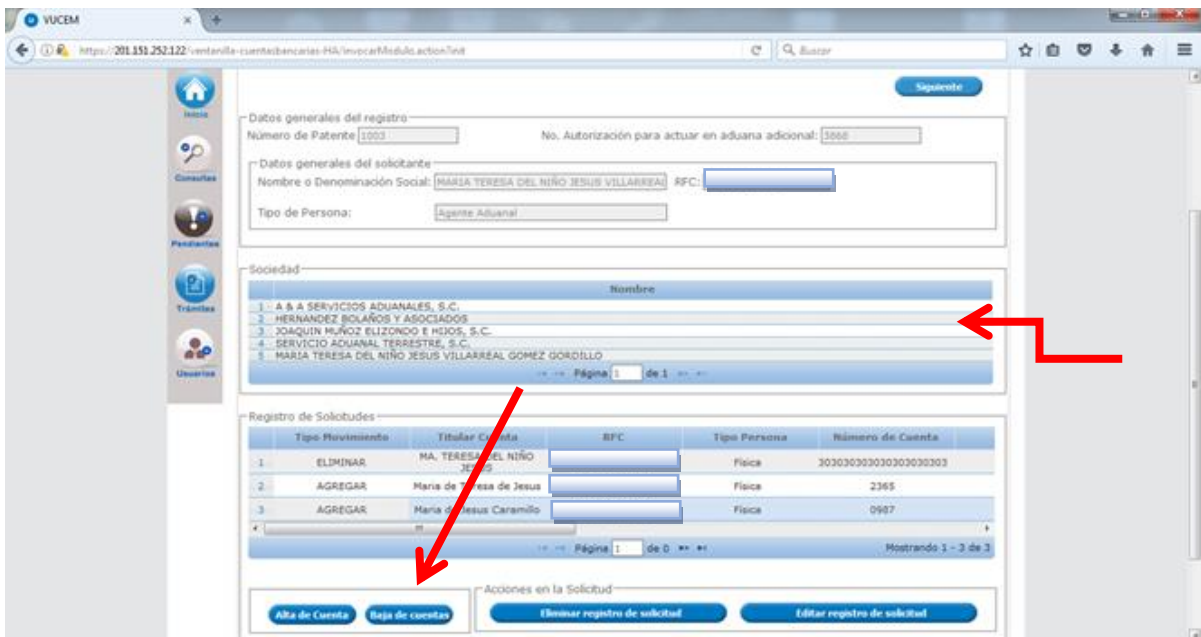 VUCEM
https://201.151.252.122/ventanilla-cuentasbancarias-HA/invocarModulo.action?init
Buscar
Siguiente
Inicio
Consultas
Pendientes
Trámites
Usuarios
Datos generales del registro
Número de Patente 1003 No. Autorización para actuar en aduana adicional: 3868
Datos generales del solicitante
Nombre o Denominación Social: MARIA TERESA DEL NIÑO JESUS VILLARREAL RFC:
Tipo de Persona: Agente Aduanal
Sociedad
Nombre
1 A & A SERVICIOS ADUANALES, S.C.
2 HERNANDEZ BOLAÑOS Y ASOCIADOS
3 JOAQUIN MUÑOZ ELIZONDO E HIJOS, S.C.
4 SERVICIO ADUANAL TERRESTRE, S.C.
5 MARIA TERESA DEL NIÑO JESUS VILLARREAL GOMEZ GORDILLO
Página 1 de 1
Registro de Solicitudes
Tipo Movimiento Titular Cuenta RFC Tipo Persona Número de Cuenta
1 ELIMINAR MA. TERESA DEL NIÑO JESUS Fisica 303030303030303030303
2 AGREGAR Maria de Teresa de Jesus Fisica 2365
3 AGREGAR Maria de Jesus Caramillo Fisica 0987
Página 1 de 0 Mostrando 1 - 3 de 3
Acciones en la Solicitud
Alta de Cuenta Baja de cuentas Eliminar registro de solicitud Editar registro de solicitud